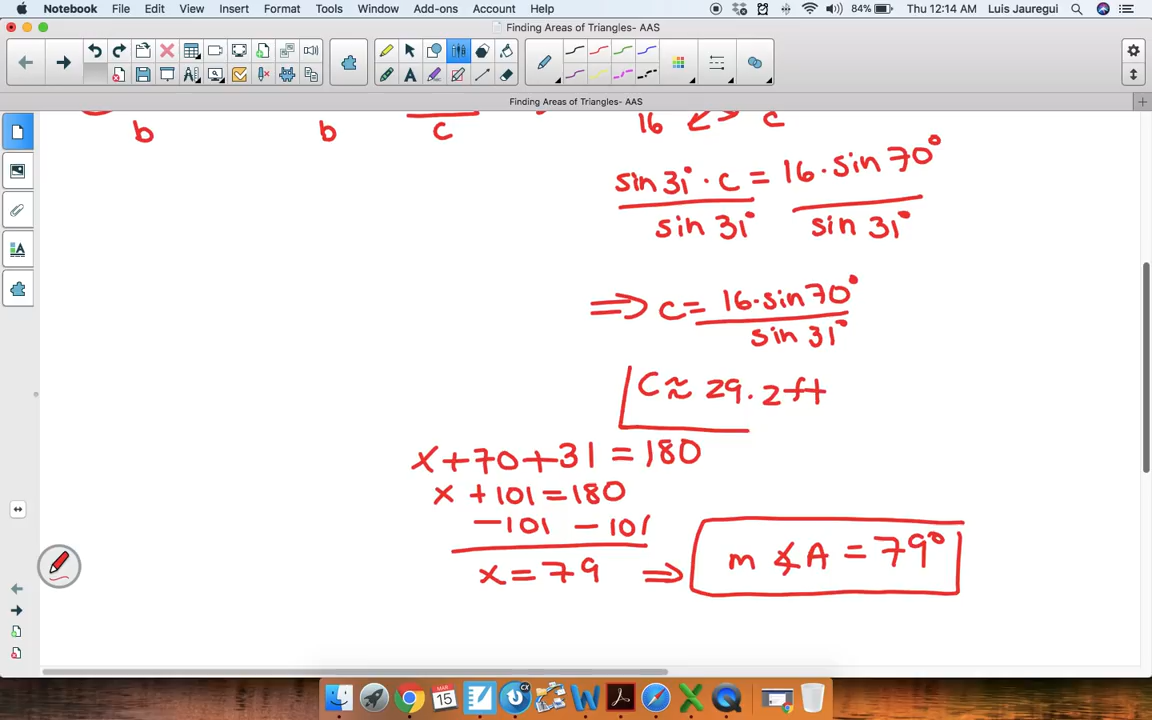 Notebook File Edit View Insert Format Tools Window Add-ons Account Help 84% Thu 12:14 AM Luis Jauregui
Finding Areas of Triangles- AAS
Finding Areas of Triangles- AAS
b b c 16 c
sin 31° · c = 16 · sin 70°
sin 31° sin 31°
⇒ c = 16 · sin 70°
sin 31°
C ≈ 29.2 ft
x + 70 + 31 = 180
x + 101 = 180
- 101 - 101
x = 79 ⇒ m ∡ A = 79°
MAR
15